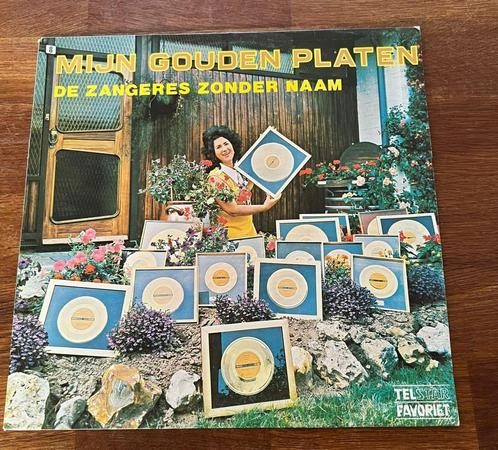 MIJN GOUDEN PLATEN
DE ZANGERES ZONDER NAAM
TELSTAR
FAVORIET